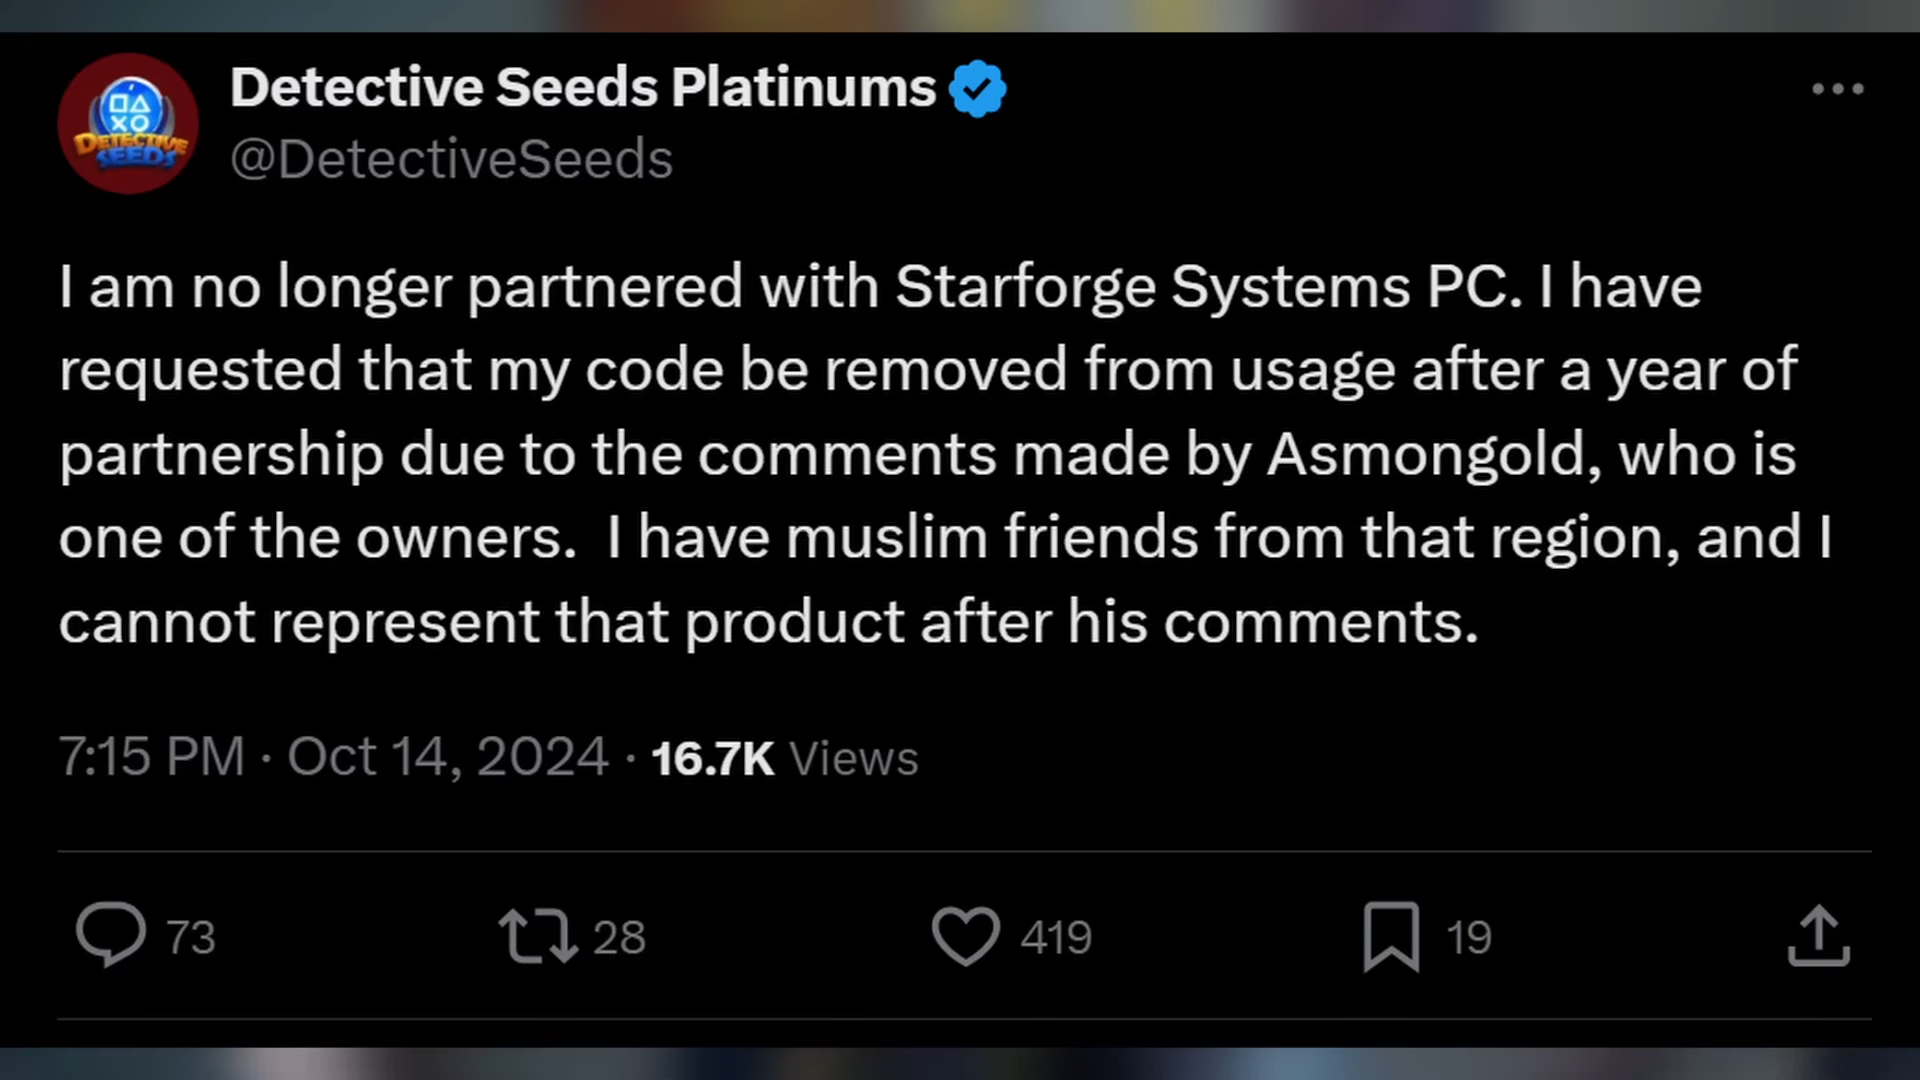 Detective Seeds Platinums
@DetectiveSeeds
DETECTIVE
SEEDS
I am no longer partnered with Starforge Systems PC. I have
requested that my code be removed from usage after a year of
partnership due to the comments made by Asmongold, who is
one of the owners.  I have muslim friends from that region, and I
cannot represent that product after his comments.
7:15 PM · Oct 14, 2024 · 16.7K Views
73 28 419 19